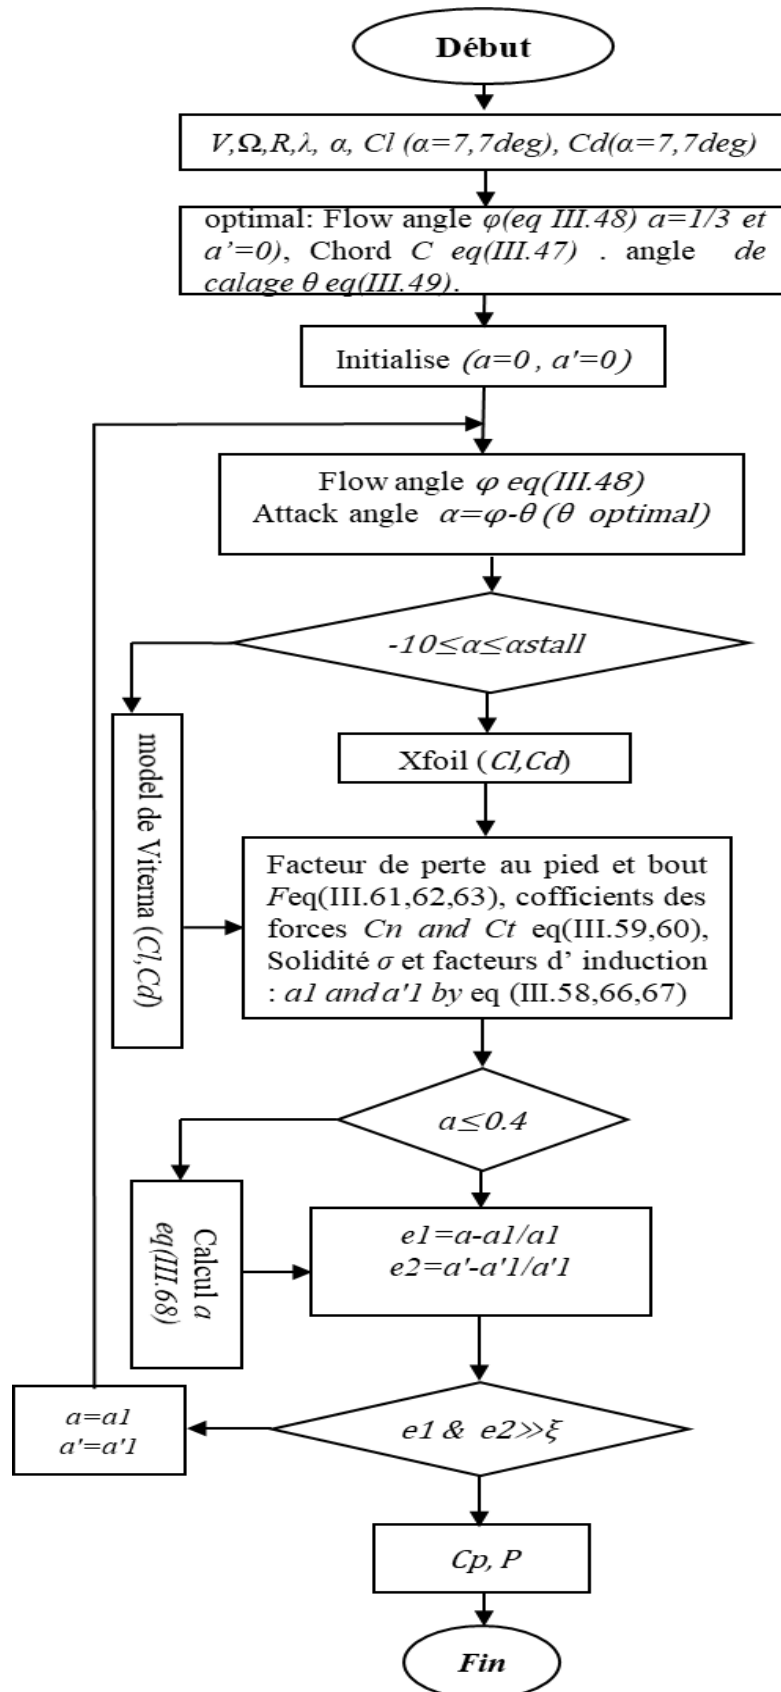 Début
V,Ω,R,λ, α, Cl (α=7,7deg), Cd(α=7,7deg)
optimal: Flow angle φ(eq III.48) a=1/3 et
a’=0), Chord C eq(III.47) . angle de
calage θ eq(III.49).
Initialise (a=0 , a'=0)
Flow angle φ eq(III.48)
Attack angle α=φ-θ (θ optimal)
-10≤α≤αstall
model de Viterna (Cl,Cd)
Xfoil (Cl,Cd)
Facteur de perte au pied et bout
Feq(III.61,62,63), cofficients des
forces Cn and Ct eq(III.59,60),
Solidité σ et facteurs d’ induction
: a1 and a'1 by eq (III.58,66,67)
a≤0.4
Calcul a
eq(III.68)
e1=a-a1/a1
e2=a'-a'1/a'1
a=a1
a'=a'1
e1 & e2≫ξ
Cp, P
Fin